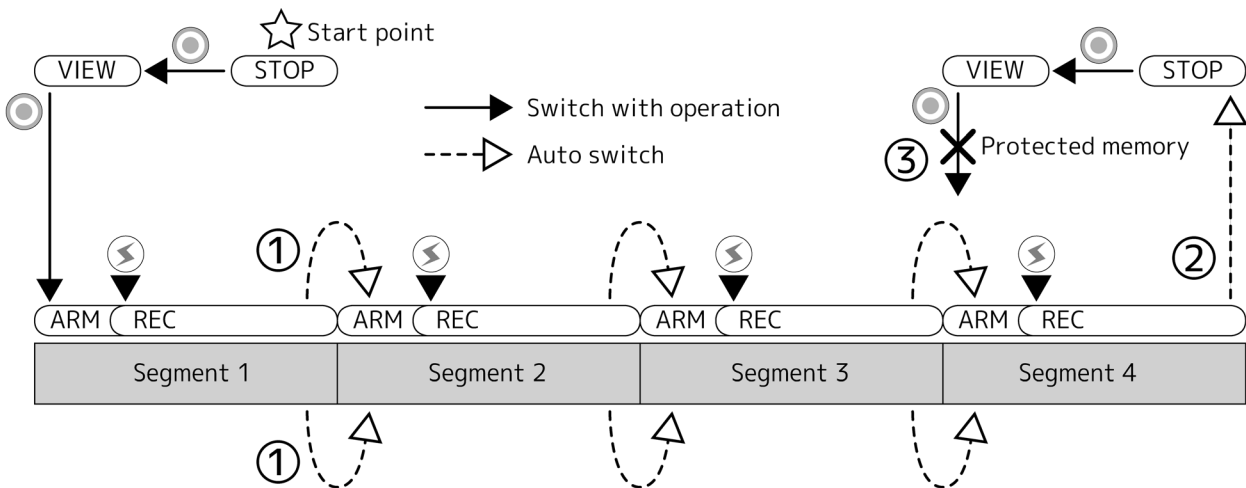 Start point
VIEW
STOP
VIEW
STOP
Switch with operation
Auto switch
③
Protected memory
①
②
ARM
REC
ARM
REC
ARM
REC
ARM
REC
Segment 1
Segment 2
Segment 3
Segment 4
①